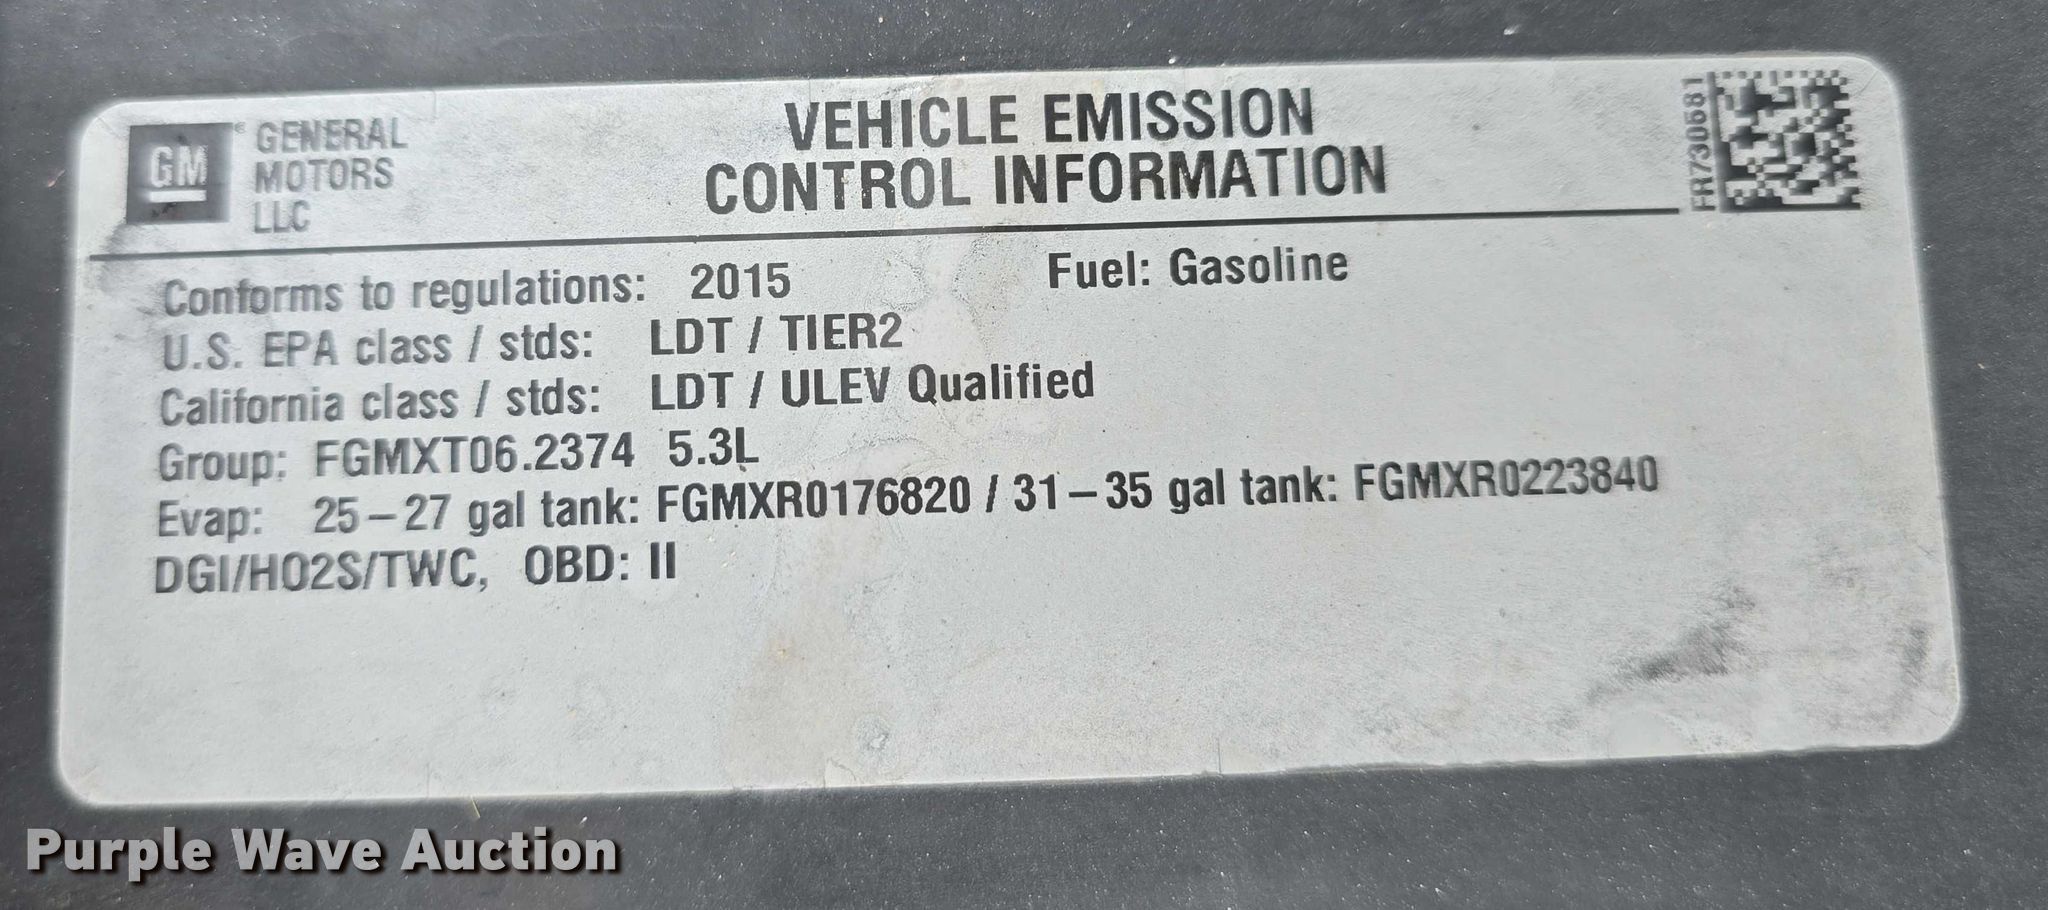 GM® GENERAL
MOTORS
LLC
VEHICLE EMISSION
CONTROL INFORMATION
FR730681
Conforms to regulations: 2015 Fuel: Gasoline
U.S. EPA class / stds: LDT / TIER2
California class / stds: LDT / ULEV Qualified
Group: FGMXT06.2374 5.3L
Evap: 25-27 gal tank: FGMXR0176820 / 31-35 gal tank: FGMXR0223840
DGI/HO2S/TWC, OBD: II
Purple Wave Auction